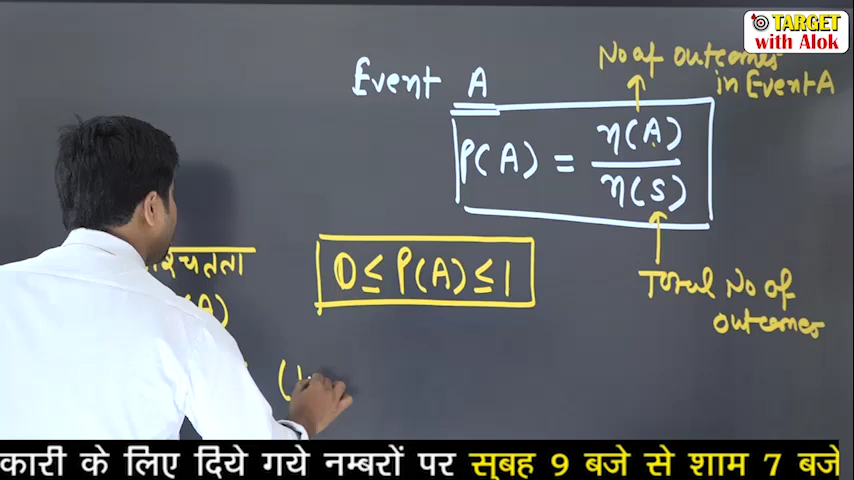 TARGET
with Alok
No of outcomes
in Event A
Event A
P(A) = n(A)/n(S)
0 ≤ P(A) ≤ 1
Total No of
outcomes
कारी के लिए दिये गये नम्बरों पर सुबह 9 बजे से शाम 7 बजे